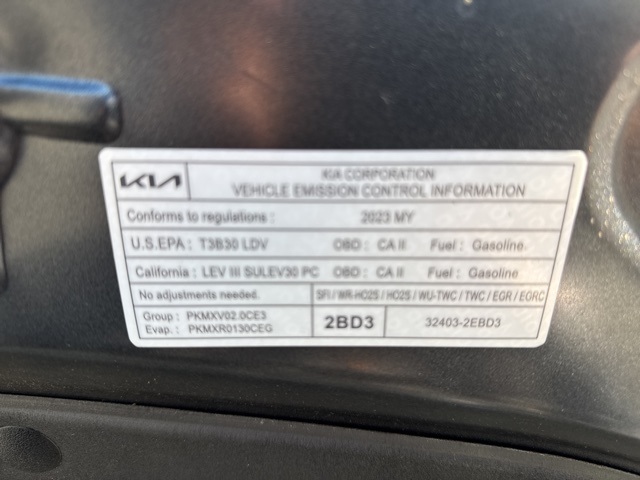 KIA
KIA CORPORATION
VEHICLE EMISSION CONTROL INFORMATION
Conforms to regulations : 2023 MY
U.S.EPA : T3B30 LDV OBD : CA II Fuel : Gasoline
California : LEV III SULEV30 PC OBD : CA II Fuel : Gasoline
No adjustments needed. SFI / WR-HO2S / HO2S / WU-TWC / TWC / EGR / EGRC
Group : PKMXV02.0CE3
Evap. : PKMXR0130CEG
2BD3
32403-2EBD3